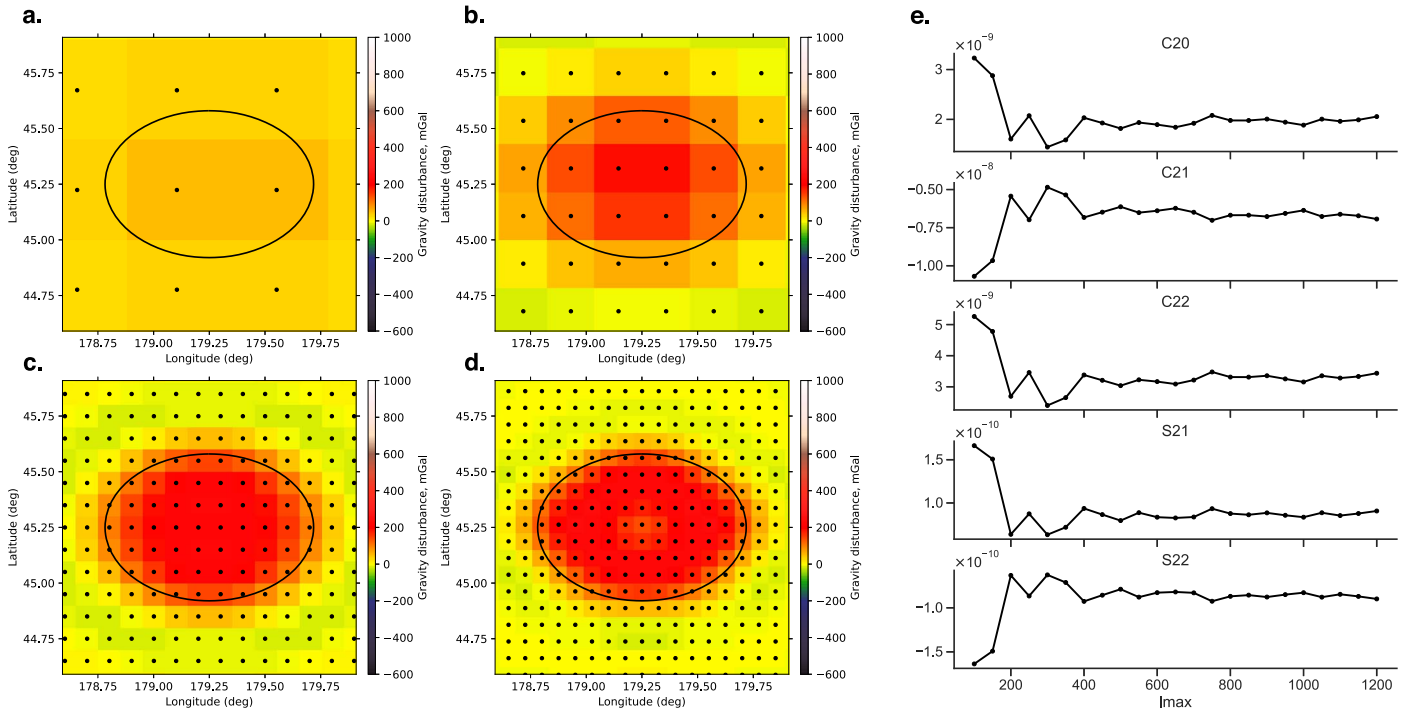 a.
45.75
45.50
45.25
45.00
44.75
178.75 179.00 179.25 179.50 179.75
Latitude (deg)
Longitude (deg)
1000
800
600
400
200
0
−200
−400
−600
Gravity disturbance, mGal
b.
45.75
45.50
45.25
45.00
44.75
178.75 179.00 179.25 179.50 179.75
Latitude (deg)
Longitude (deg)
1000
800
600
400
200
0
−200
−400
−600
Gravity disturbance, mGal
c.
45.75
45.50
45.25
45.00
44.75
178.75 179.00 179.25 179.50 179.75
Latitude (deg)
Longitude (deg)
1000
800
600
400
200
0
−200
−400
−600
Gravity disturbance, mGal
d.
45.75
45.50
45.25
45.00
44.75
178.75 179.00 179.25 179.50 179.75
Latitude (deg)
Longitude (deg)
1000
800
600
400
200
0
−200
−400
−600
Gravity disturbance, mGal
e.
×10⁻⁹
C20
3
2
×10⁻⁸
C21
−0.50
−0.75
−1.00
×10⁻⁹
C22
5
4
3
×10⁻¹⁰
S21
1.5
1.0
×10⁻¹⁰
S22
−1.0
−1.5
200 400 600 800 1000 1200
lmax